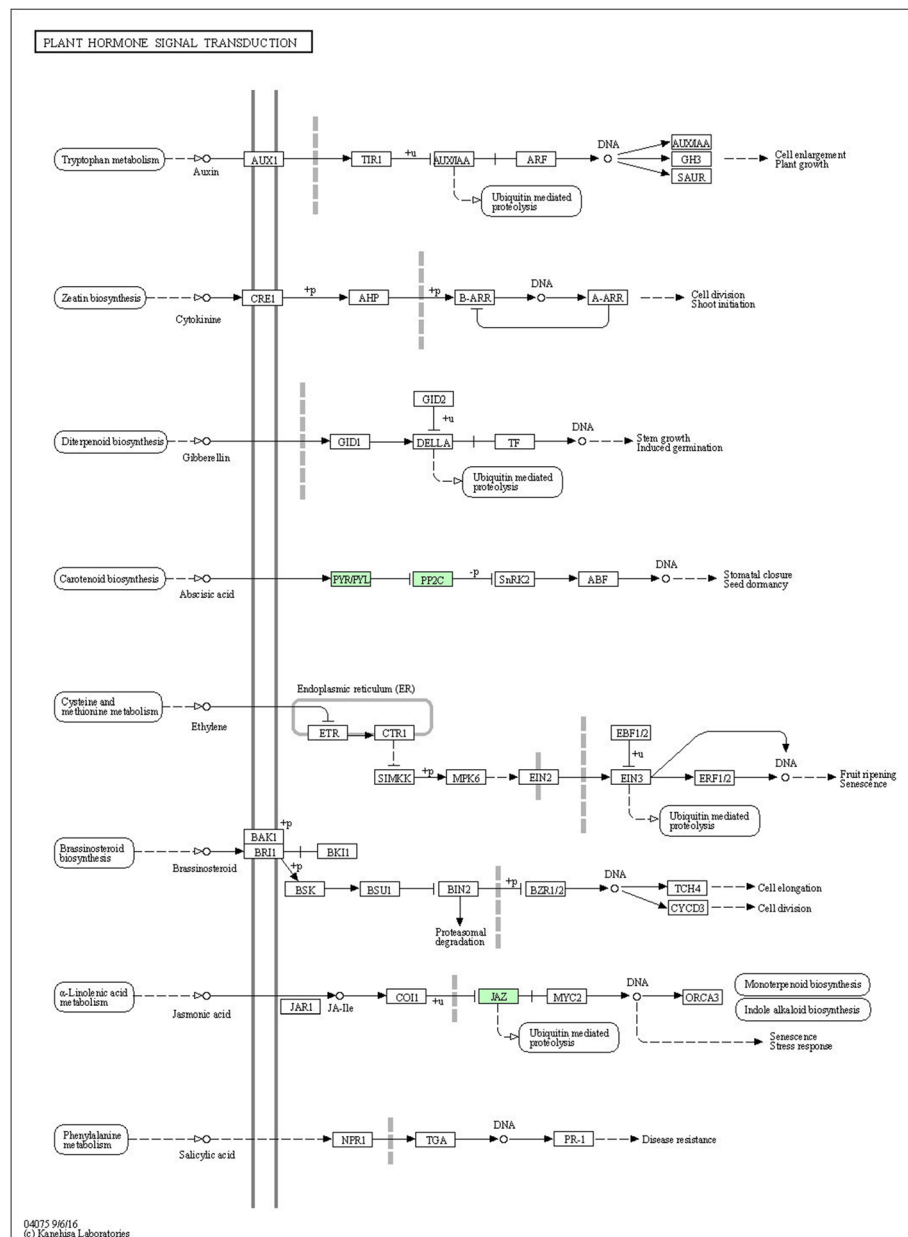 PLANT HORMONE SIGNAL TRANSDUCTION
Tryptophan metabolism
Auxin
AUX1
TIR1
+u
AUX/IAA
ARF
DNA
AUX/IAA
GH3
SAUR
Cell enlargement
Plant growth
Ubiquitin mediated
proteolysis
Zeatin biosynthesis
Cytokinine
CRE1
+p
AHP
+p
B-ARR
DNA
A-ARR
Cell division
Shoot initiation
GID2
+u
Diterpenoid biosynthesis
Gibberellin
GID1
DELLA
TF
DNA
Stem growth
Induced germination
Ubiquitin mediated
proteolysis
Carotenoid biosynthesis
Abscisic acid
PYR/PYL
PP2C
-p
SnRK2
ABF
DNA
Stomatal closure
Seed dormancy
Cysteine and
methionine metabolism
Ethylene
Endoplasmic reticulum (ER)
ETR
CTR1
SIMKK
+p
MPK6
EIN2
EBF1/2
+u
EIN3
ERF1/2
DNA
Fruit ripening
Senescence
Ubiquitin mediated
proteolysis
Brassinosteroid
biosynthesis
Brassinosteroid
BAK1
+p
BRI1
BKI1
+p
BSK
BSU1
BIN2
+p
BZR1/2
DNA
TCH4
Cell elongation
CYCD3
Cell division
Proteasomal
degradation
α-Linolenic acid
metabolism
Jasmonic acid
JAR1
JA-Ile
COI1
+u
JAZ
MYC2
DNA
ORCA3
Monoterpenoid biosynthesis
Indole alkaloid biosynthesis
Ubiquitin mediated
proteolysis
Senescence
Stress response
Phenylalanine
metabolism
Salicylic acid
NPR1
TGA
DNA
PR-1
Disease resistance
04075 9/6/16
(c) Kanehisa Laboratories